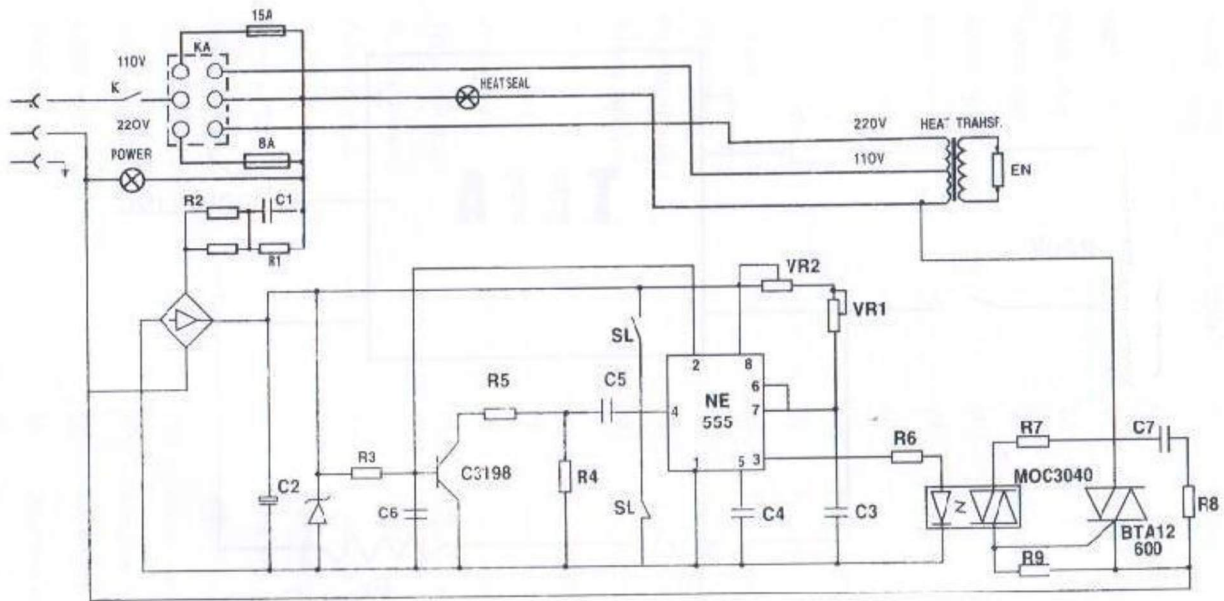 15A
KA
110V
K
HEATSEAL
220V
POWER
8A
220V HEAT TRAHSF.
110V
EN
R2
C1
R1
VR2
VR1
SL
2
8
R5
C5
6
4
NE
555
7
R3
C3198
R4
5
3
R6
R7
C7
MOC3040
C2
C6
SL
1
C4
C3
R8
BTA12
600
R9